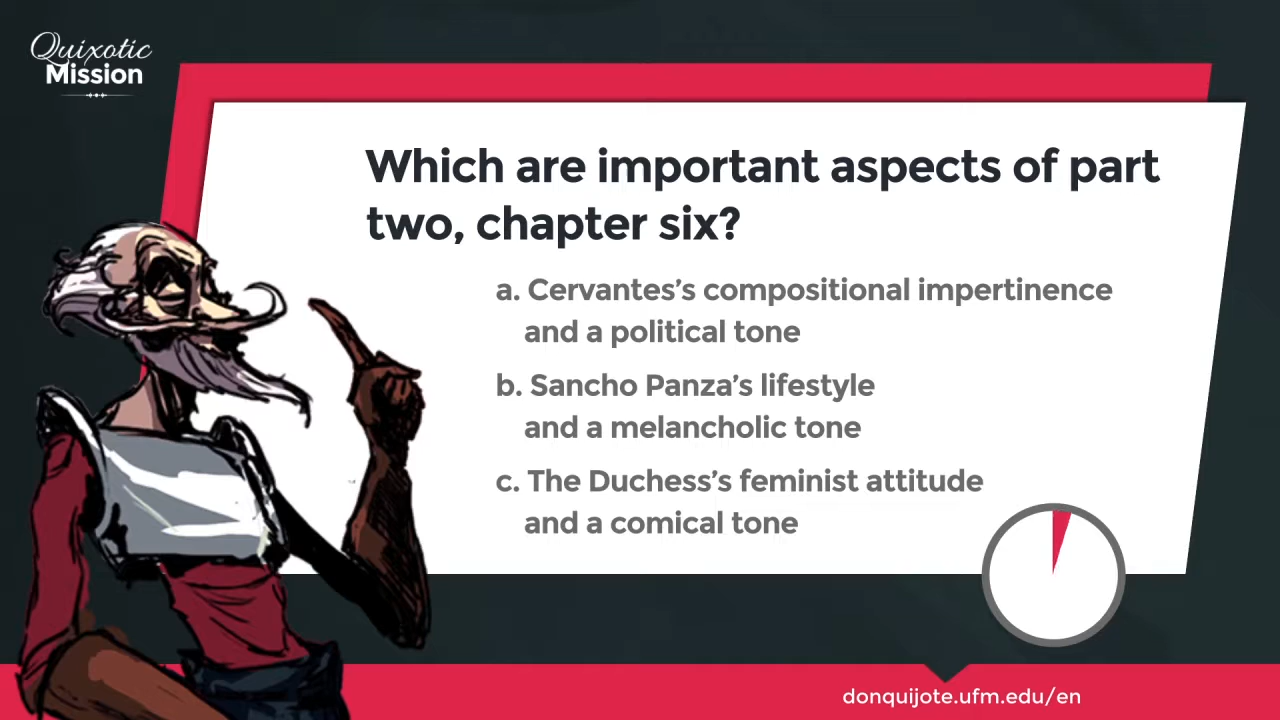 Quixotic
Mission
Which are important aspects of part
two, chapter six?
a. Cervantes's compositional impertinence
and a political tone
b. Sancho Panza's lifestyle
and a melancholic tone
c. The Duchess's feminist attitude
and a comical tone
donquijote.ufm.edu/en